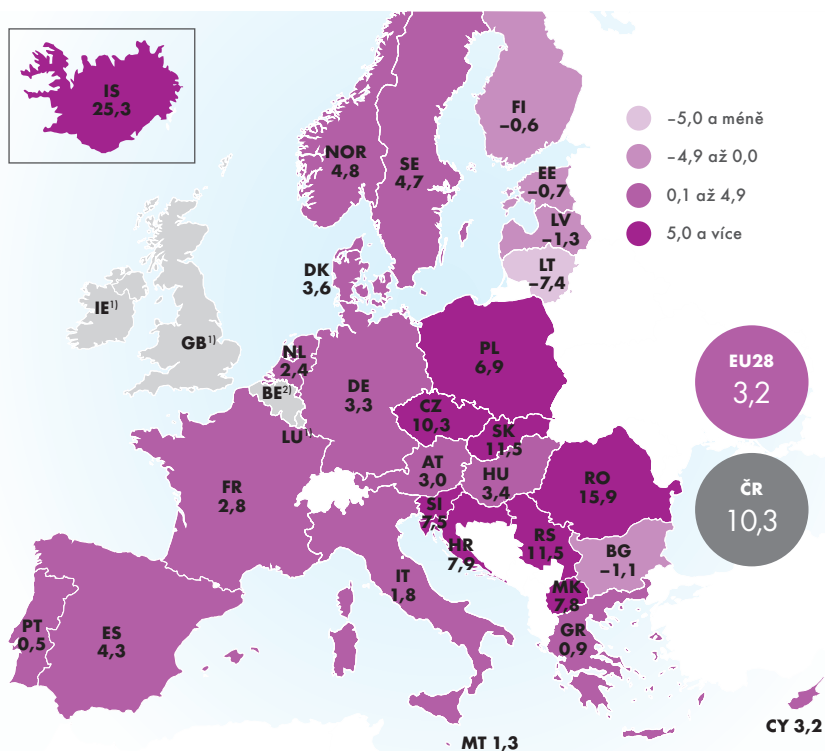 IS
25,3
FI
–0,6
NOR
4,8
SE
4,7
EE
–0,7
LV
–1,3
LT
–7,4
–5,0 a méně
–4,9 až 0,0
0,1 až 4,9
5,0 a více
DK
3,6
IE¹⁾
GB¹⁾
NL
2,4
BE²⁾
LU¹⁾
DE
3,3
PL
6,9
CZ
10,3
SK
11,5
EU28
3,2
AT
3,0
HU
3,4
FR
2,8
RO
15,9
ČR
10,3
SI
7,5
HR
7,9
RS
11,5
BG
–1,1
IT
1,8
MK
7,8
PT
0,5
ES
4,3
GR
0,9
CY 3,2
MT 1,3